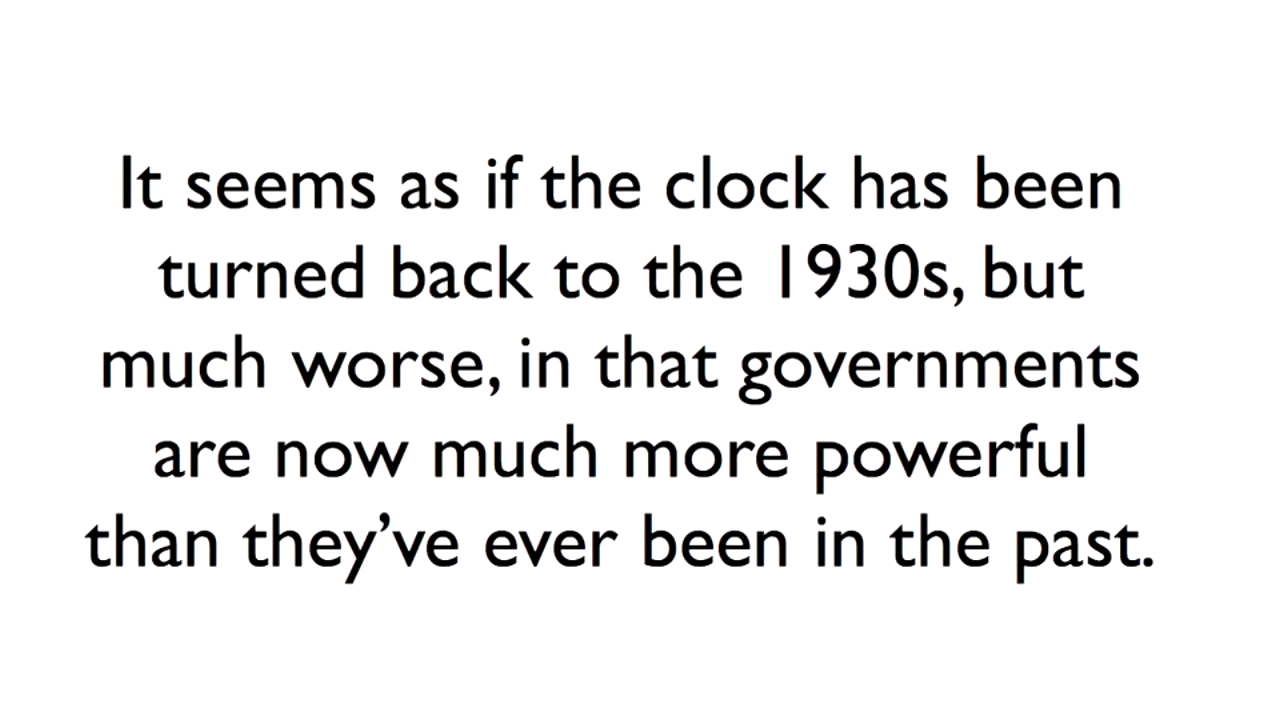 It seems as if the clock has been
turned back to the 1930s, but
much worse, in that governments
are now much more powerful
than they’ve ever been in the past.